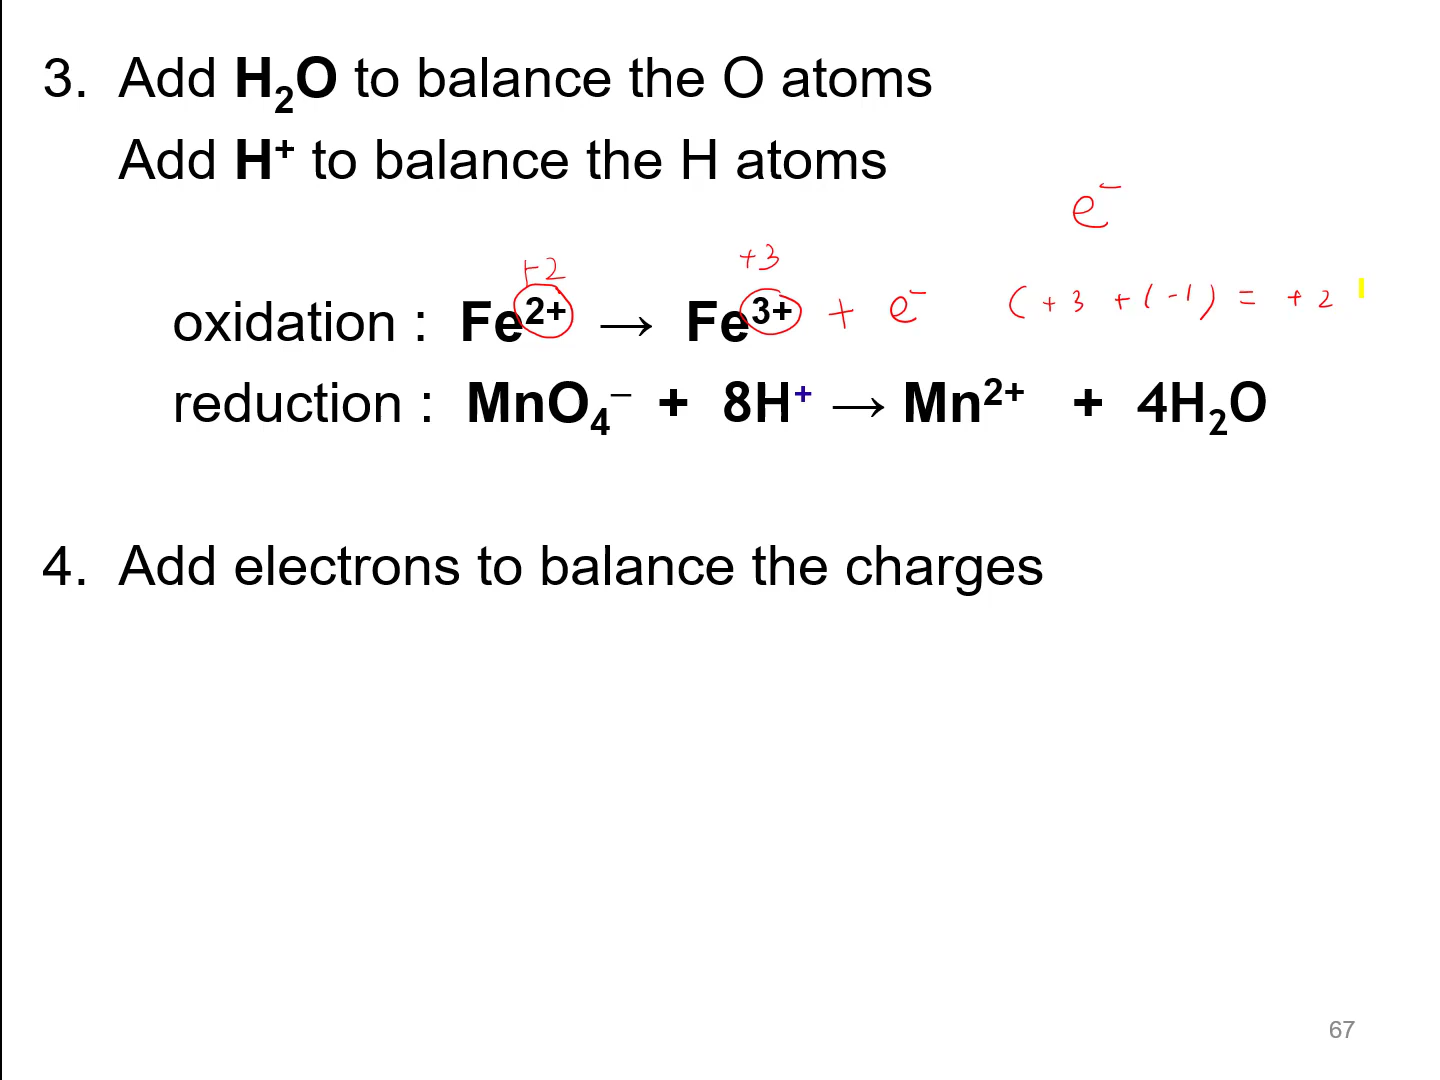 3. Add H₂O to balance the O atoms
Add H⁺ to balance the H atoms
e⁻
+2 +3
oxidation : Fe²⁺ → Fe³⁺ + e⁻ (+3 + (-1) = +2
reduction : MnO₄⁻ + 8H⁺ → Mn²⁺ + 4H₂O
4. Add electrons to balance the charges
67